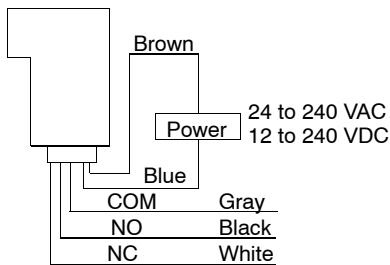 Brown
24 to 240 VAC
Power
12 to 240 VDC
Blue
COM Gray
NO Black
NC White